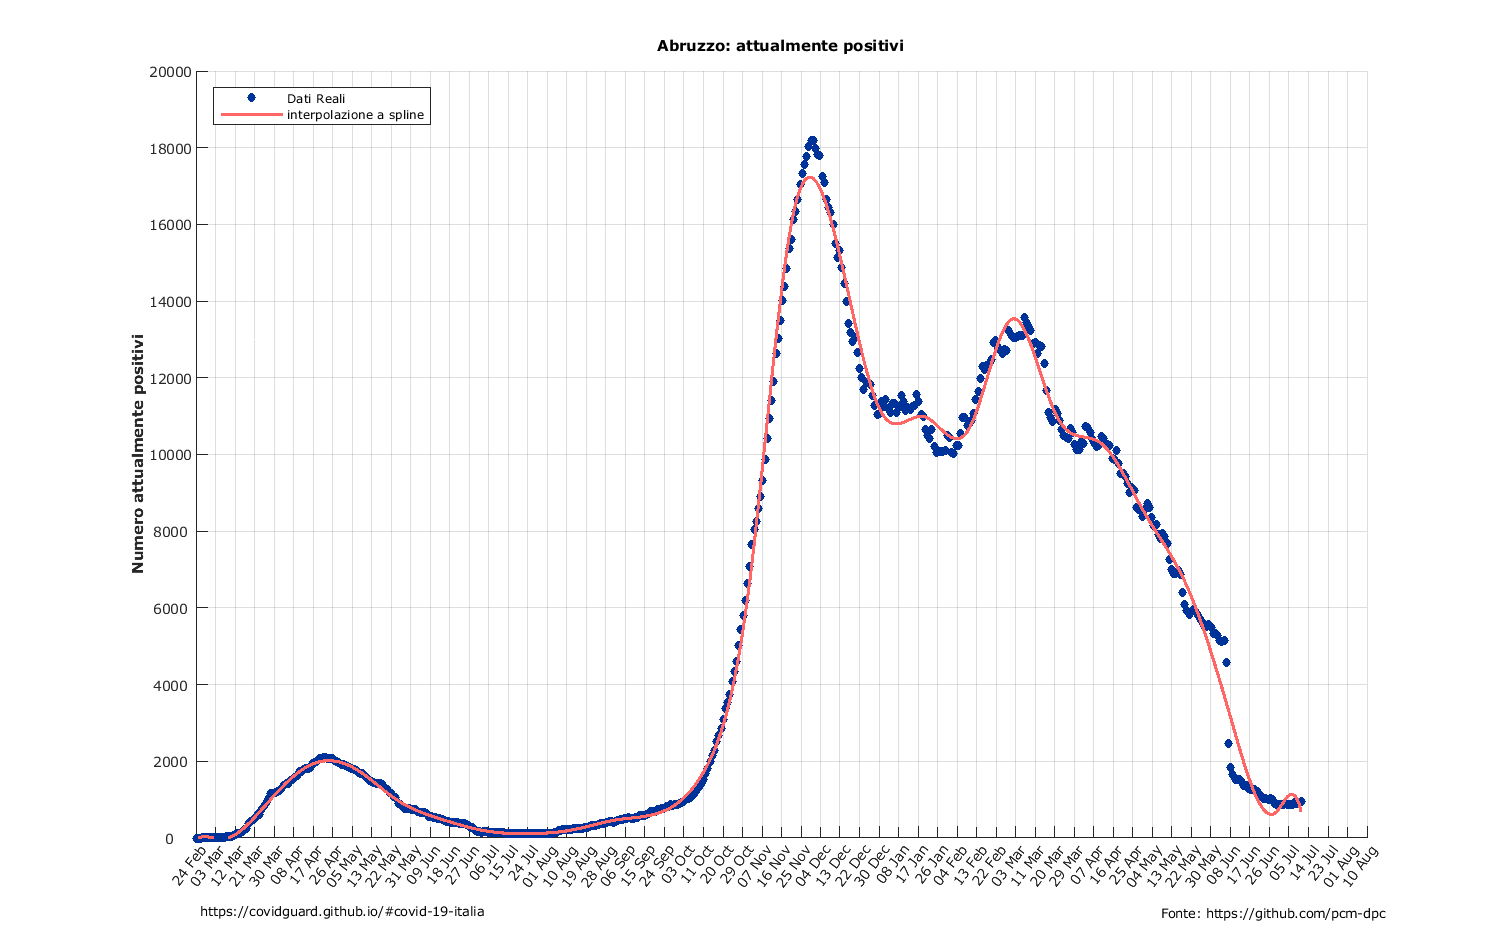 Abruzzo: attualmente positivi
Dati Reali
interpolazione a spline
Numero attualmente positivi
20000
18000
16000
14000
12000
10000
8000
6000
4000
2000
0
24 Feb
03 Mar
12 Mar
21 Mar
30 Mar
08 Apr
17 Apr
26 Apr
05 May
13 May
22 May
31 May
09 Jun
18 Jun
27 Jun
06 Jul
15 Jul
24 Jul
01 Aug
10 Aug
19 Aug
28 Aug
06 Sep
15 Sep
24 Sep
03 Oct
11 Oct
20 Oct
29 Oct
07 Nov
16 Nov
25 Nov
04 Dec
13 Dec
22 Dec
30 Dec
08 Jan
17 Jan
26 Jan
04 Feb
13 Feb
22 Feb
03 Mar
11 Mar
20 Mar
29 Mar
07 Apr
16 Apr
25 Apr
04 May
13 May
22 May
30 May
08 Jun
17 Jun
26 Jun
05 Jul
14 Jul
23 Jul
01 Aug
10 Aug
https://covidguard.github.io/#covid-19-italia
Fonte: https://github.com/pcm-dpc